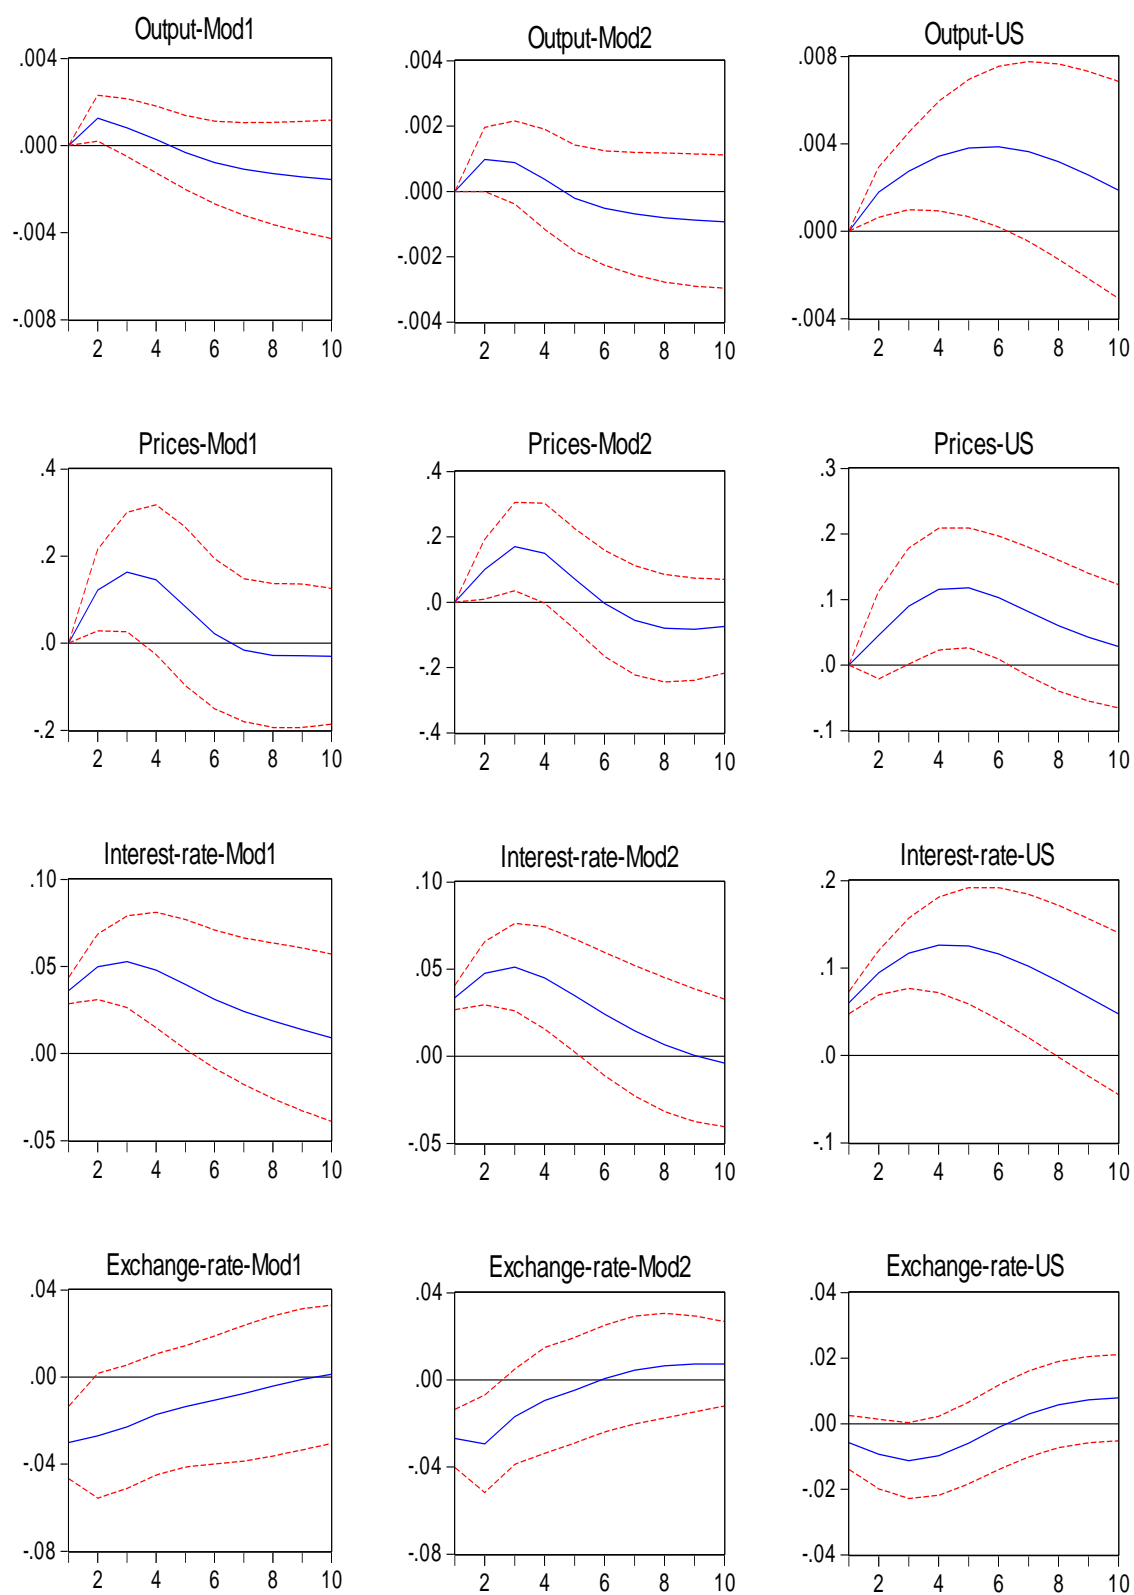 Output-Mod1
.004
.000
-.004
-.008
2 4 6 8 10
Output-Mod2
.004
.002
.000
-.002
-.004
2 4 6 8 10
Output-US
.008
.004
.000
-.004
2 4 6 8 10
Prices-Mod1
.4
.2
.0
-.2
2 4 6 8 10
Prices-Mod2
.4
.2
.0
-.2
-.4
2 4 6 8 10
Prices-US
.3
.2
.1
.0
-.1
2 4 6 8 10
Interest-rate-Mod1
.10
.05
.00
-.05
2 4 6 8 10
Interest-rate-Mod2
.10
.05
.00
-.05
2 4 6 8 10
Interest-rate-US
.2
.1
.0
-.1
2 4 6 8 10
Exchange-rate-Mod1
.04
.00
-.04
-.08
2 4 6 8 10
Exchange-rate-Mod2
.04
.00
-.04
-.08
2 4 6 8 10
Exchange-rate-US
.04
.02
.00
-.02
-.04
2 4 6 8 10